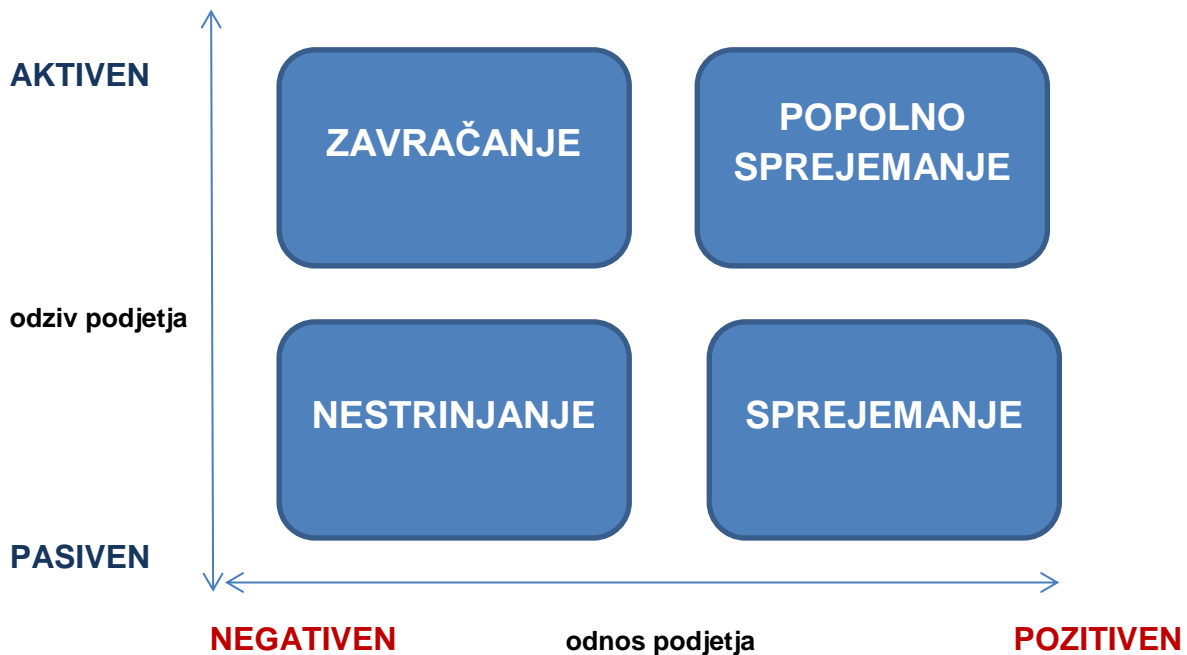 AKTIVEN
ZAVRAČANJE
POPOLNO
SPREJEMANJE
odziv podjetja
NESTRINJANJE
SPREJEMANJE
PASIVEN
NEGATIVEN
odnos podjetja
POZITIVEN